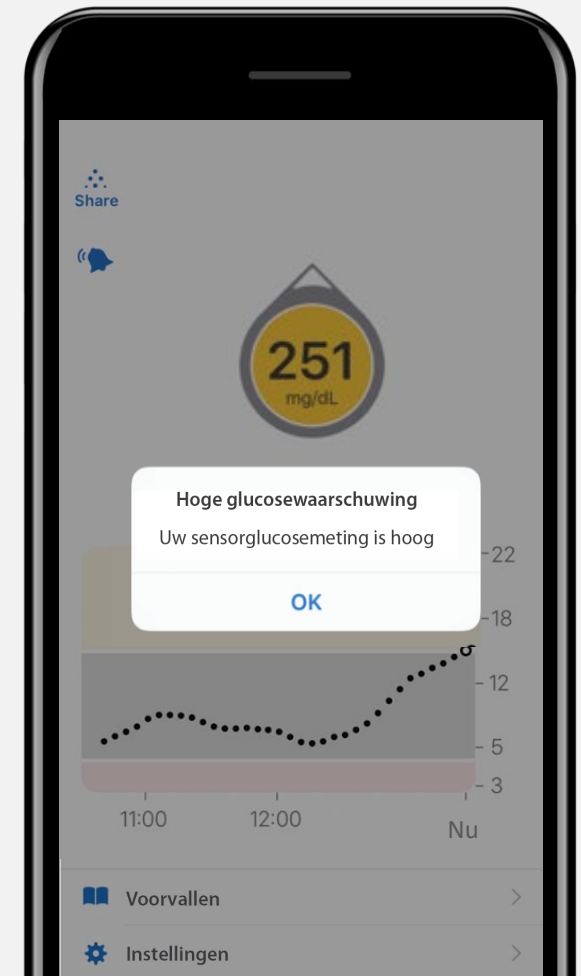 Share
251
mg/dL
Hoge glucosewaarschuwing
Uw sensorglucosemeting is hoog
OK
22
18
12
5
3
11:00 12:00 Nu
Voorvallen
Instellingen